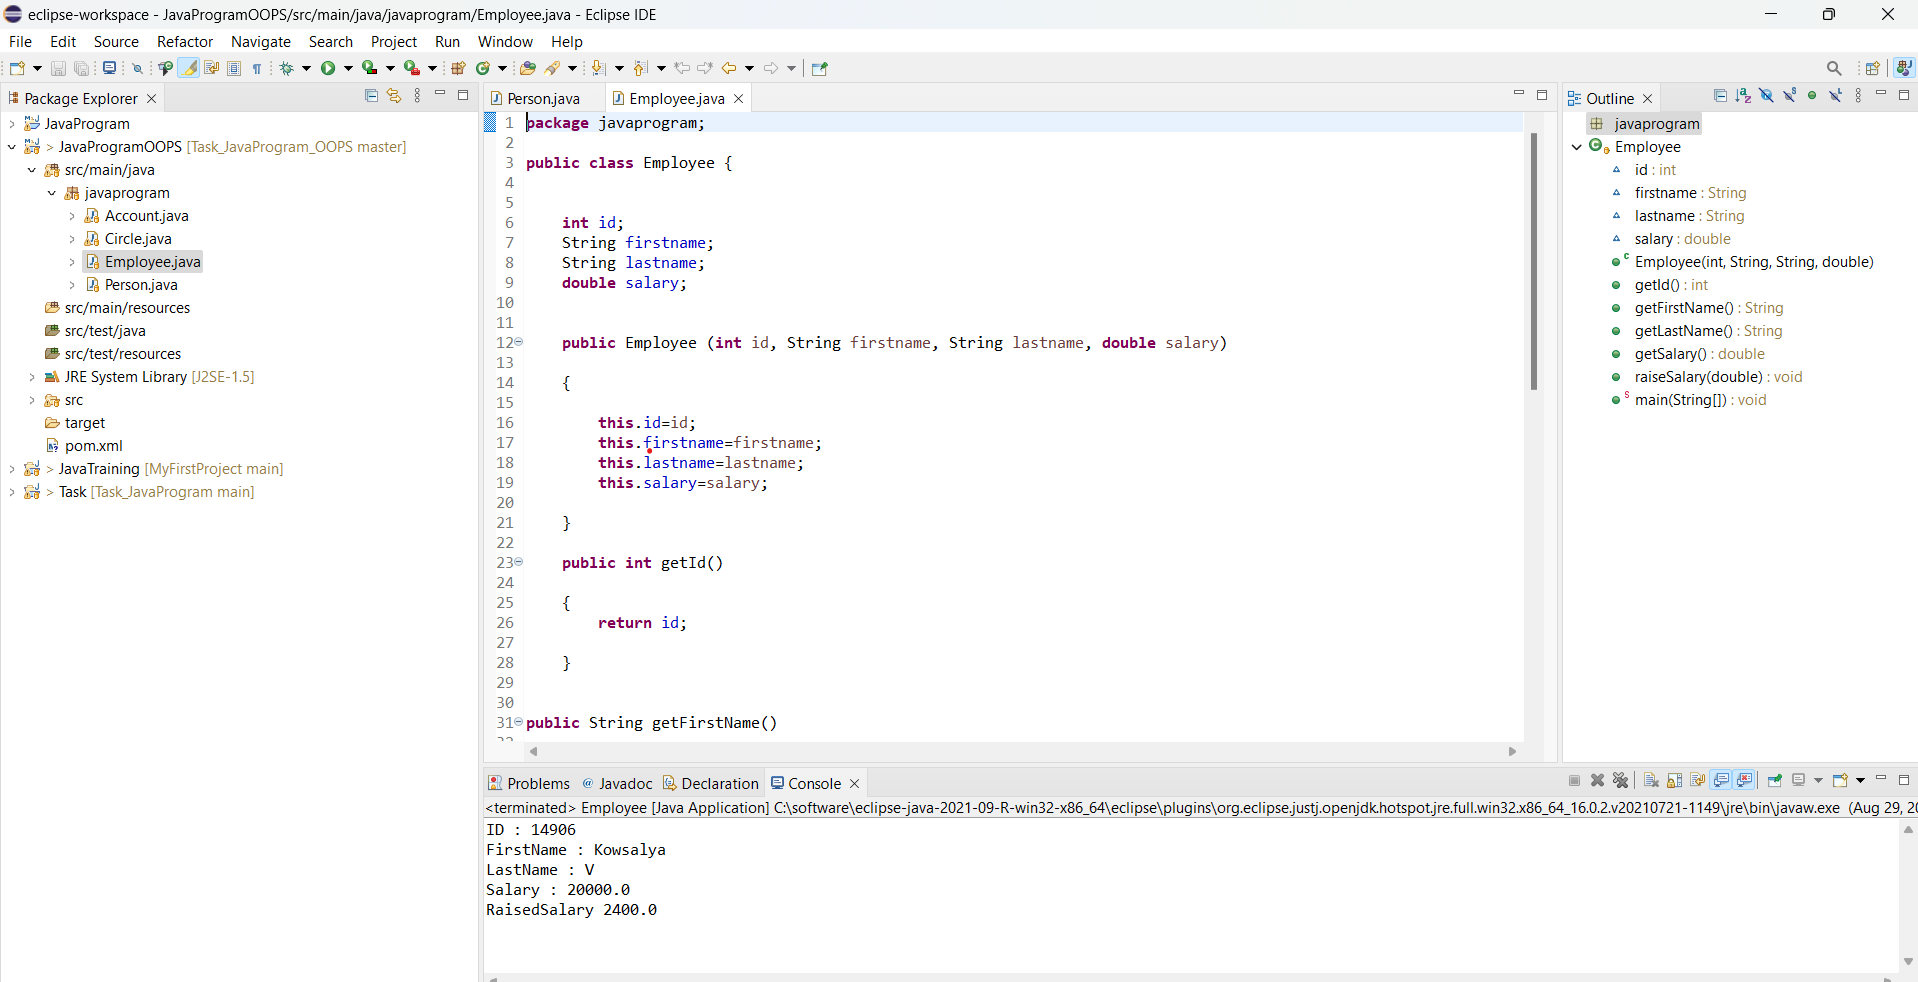 eclipse-workspace - JavaProgramOOPS/src/main/java/javaprogram/Employee.java - Eclipse IDE
File Edit Source Refactor Navigate Search Project Run Window Help
Package Explorer
JavaProgram
> JavaProgramOOPS [Task_JavaProgram_OOPS master]
src/main/java
javaprogram
Account.java
Circle.java
Employee.java
Person.java
src/main/resources
src/test/java
src/test/resources
JRE System Library [J2SE-1.5]
src
target
pom.xml
> JavaTraining [MyFirstProject main]
> Task [Task_JavaProgram main]
Person.java Employee.java
1 package javaprogram;
2
3 public class Employee {
4
5
6 int id;
7 String firstname;
8 String lastname;
9 double salary;
10
11
12 public Employee (int id, String firstname, String lastname, double salary)
13
14 {
15
16 this.id=id;
17 this.firstname=firstname;
18 this.lastname=lastname;
19 this.salary=salary;
20
21 }
22
23 public int getId()
24
25 {
26 return id;
27
28 }
29
30
31 public String getFirstName()
Outline
javaprogram
Employee
id : int
firstname : String
lastname : String
salary : double
Employee(int, String, String, double)
getId() : int
getFirstName() : String
getLastName() : String
getSalary() : double
raiseSalary(double) : void
main(String[]) : void
Problems @ Javadoc Declaration Console
<terminated> Employee [Java Application] C:\software\eclipse-java-2021-09-R-win32-x86_64\eclipse\plugins\org.eclipse.justj.openjdk.hotspot.jre.full.win32.x86_64_16.0.2.v20210721-1149\jre\bin\javaw.exe (Aug 29, 20
ID : 14906
FirstName : Kowsalya
LastName : V
Salary : 20000.0
RaisedSalary 2400.0